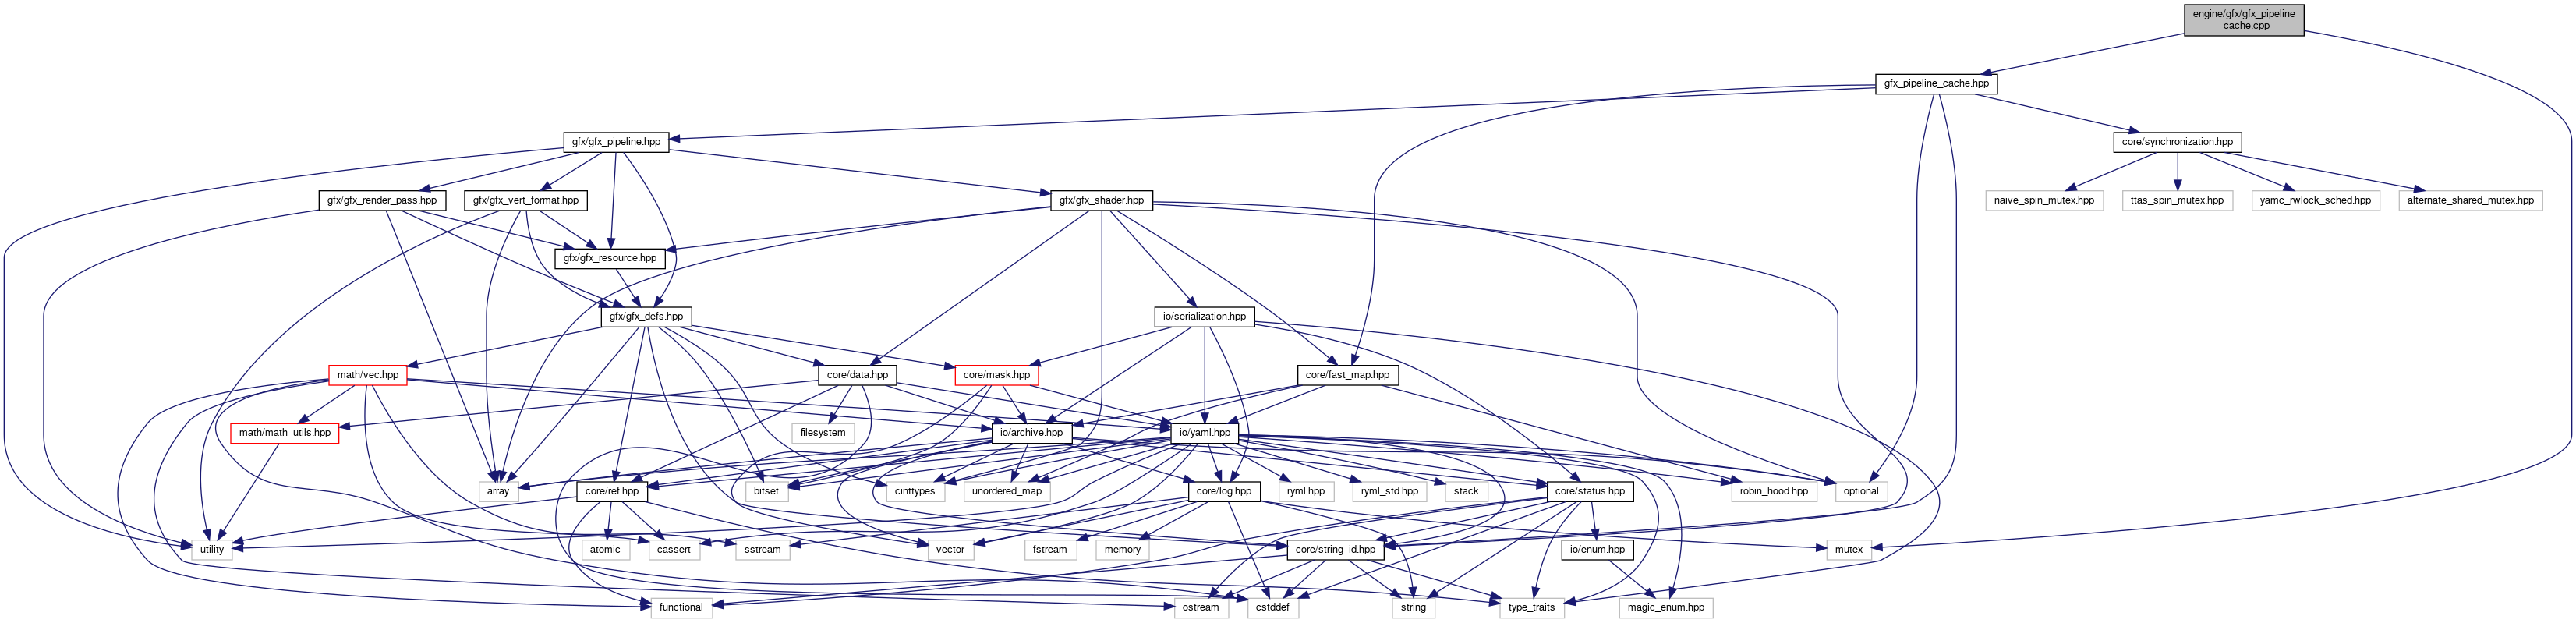 engine/gfx/gfx_pipeline
_cache.cpp
gfx_pipeline_cache.hpp
gfx/gfx_pipeline.hpp
core/synchronization.hpp
gfx/gfx_render_pass.hpp
gfx/gfx_vert_format.hpp
gfx/gfx_shader.hpp
naive_spin_mutex.hpp
ttas_spin_mutex.hpp
yamc_rwlock_sched.hpp
alternate_shared_mutex.hpp
gfx/gfx_resource.hpp
gfx/gfx_defs.hpp
io/serialization.hpp
math/vec.hpp
core/data.hpp
core/mask.hpp
core/fast_map.hpp
math/math_utils.hpp
filesystem
io/archive.hpp
io/yaml.hpp
array
core/ref.hpp
bitset
cinttypes
unordered_map
core/log.hpp
ryml.hpp
ryml_std.hpp
stack
core/status.hpp
robin_hood.hpp
optional
utility
atomic
cassert
sstream
vector
fstream
memory
core/string_id.hpp
io/enum.hpp
mutex
functional
ostream
cstddef
string
type_traits
magic_enum.hpp